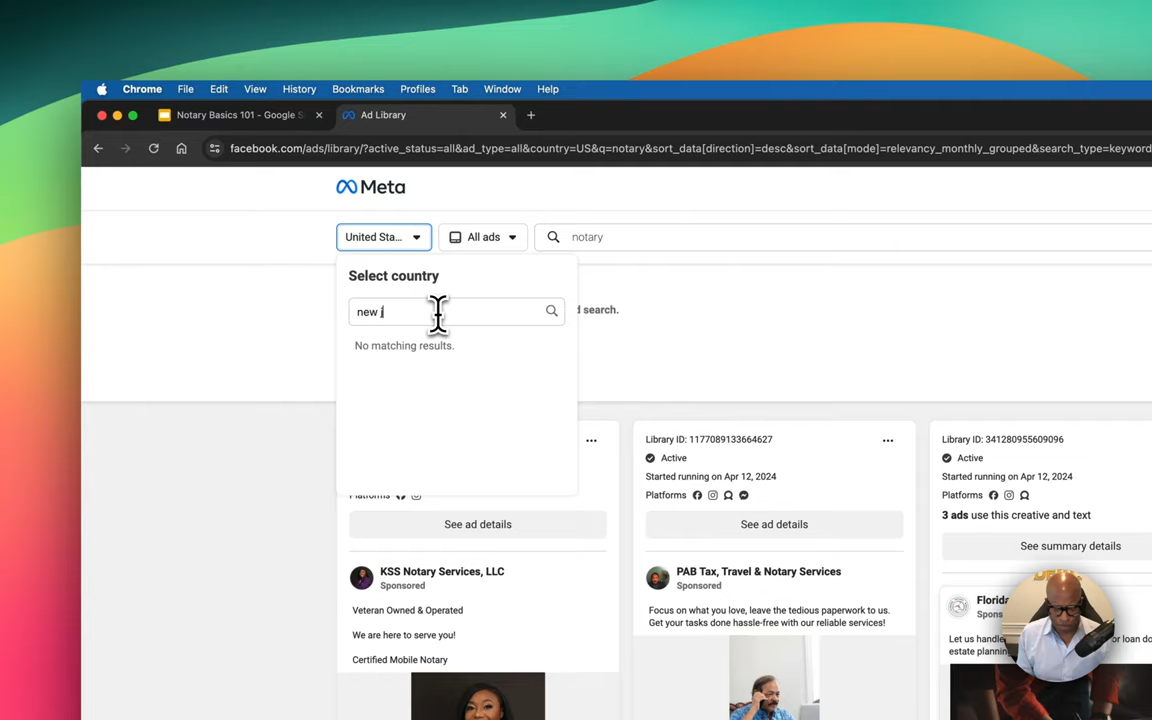 Chrome File Edit View History Bookmarks Profiles Tab Window Help
Notary Basics 101 - Google S
Ad Library
facebook.com/ads/library/?active_status=all&ad_type=all&country=US&q=notary&sort_data[direction]=desc&sort_data[mode]=relevancy_monthly_grouped&search_type=keyword
Meta
United Sta...
All ads
notary
Select country
new j
d search.
No matching results.
Platforms
See ad details
KSS Notary Services, LLC
Sponsored
Veteran Owned & Operated
We are here to serve you!
Certified Mobile Notary
Library ID: 1177089133664627
Active
Started running on Apr 12, 2024
Platforms
See ad details
PAB Tax, Travel & Notary Services
Sponsored
Focus on what you love, leave the tedious paperwork to us.
Get your tasks done hassle-free with our reliable services!
Library ID: 341280955609096
Active
Started running on Apr 12, 2024
Platforms
3 ads use this creative and text
See summary details
Florida
Spons
Let us handle
or loan do
estate planning